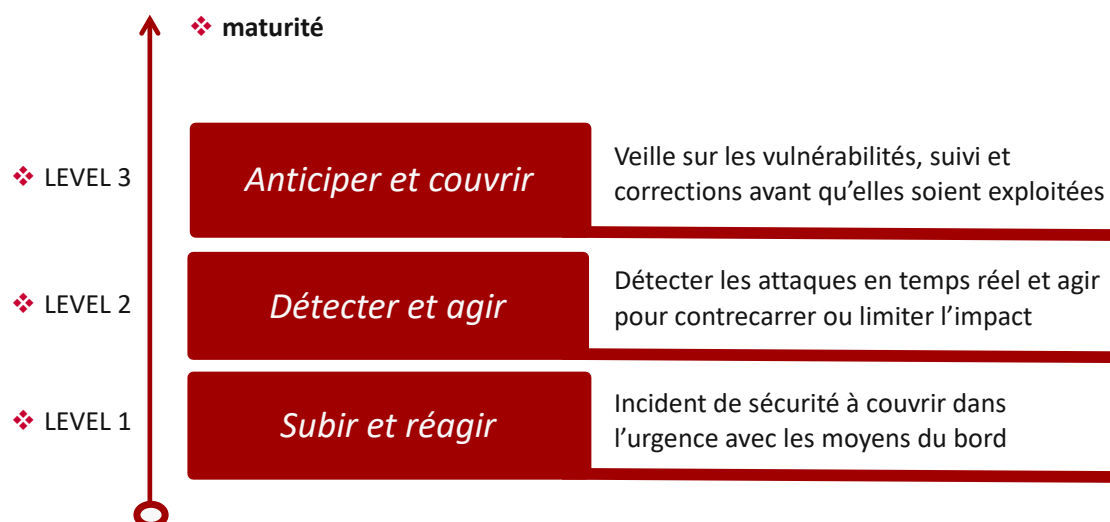 maturité
LEVEL 3
Anticiper et couvrir
Veille sur les vulnérabilités, suivi et
corrections avant qu'elles soient exploitées
LEVEL 2
Détecter et agir
Détecter les attaques en temps réel et agir
pour contrecarrer ou limiter l'impact
LEVEL 1
Subir et réagir
Incident de sécurité à couvrir dans
l'urgence avec les moyens du bord